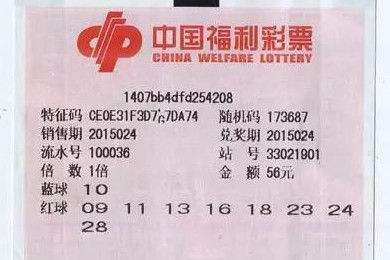 中国福利彩票
CHINA WELFARE LOTTERY
1407bb4dfd254208
特征码 随机码 173687
销售期 2015024 兑奖期 2015024
流水号 100036 站 号 33021901
倍 数 1倍 金 额 56元
蓝球 10
红球 09 11 13 16 18 23 24
28